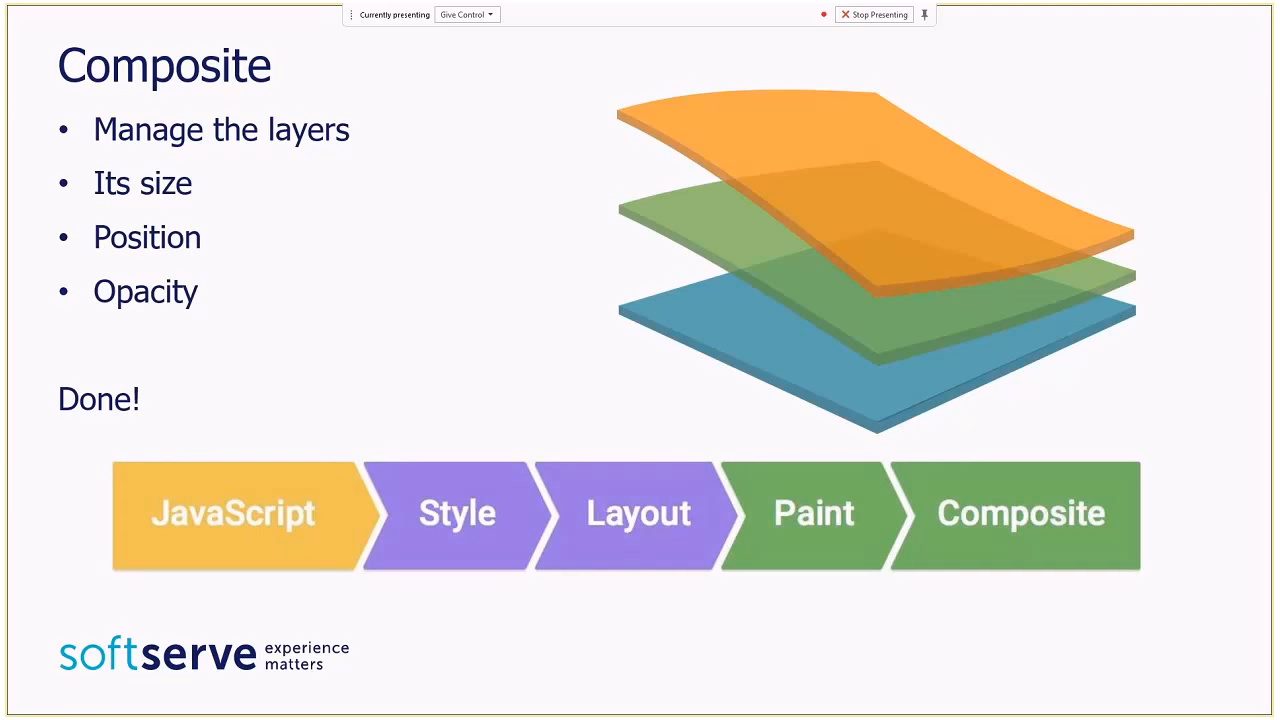 Currently presenting Give Control Stop Presenting
Composite
• Manage the layers
• Its size
• Position
• Opacity
Done!
JavaScript Style Layout Paint Composite
softserve experience
matters